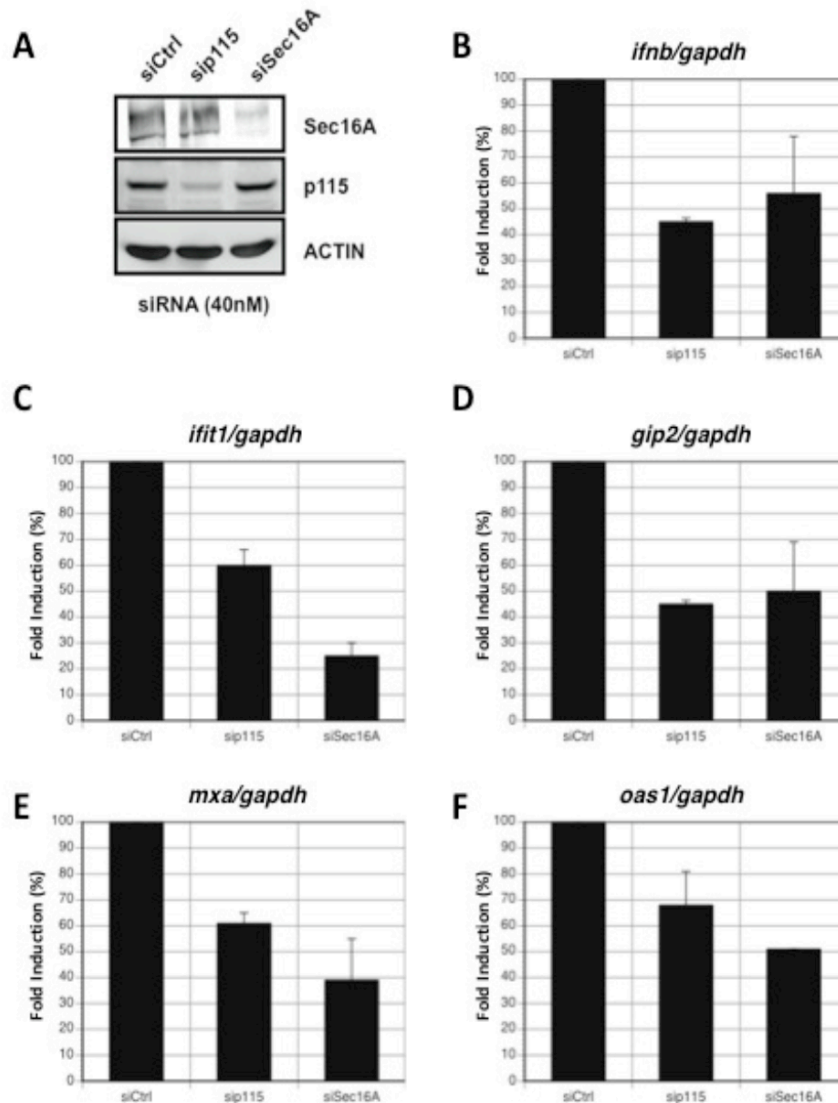 A
siCtrl
sip115
siSec16A
Sec16A
p115
ACTIN
siRNA (40nM)
B
ifnb/gapdh
Fold Induction (%)
100
90
80
70
60
50
40
30
20
10
0
siCtrl sip115 siSec16A
C
ifit1/gapdh
Fold Induction (%)
100
90
80
70
60
50
40
30
20
10
0
siCtrl sip115 siSec16A
D
gip2/gapdh
Fold Induction (%)
100
90
80
70
60
50
40
30
20
10
0
siCtrl sip115 siSec16A
E
mxa/gapdh
Fold Induction (%)
100
90
80
70
60
50
40
30
20
10
0
siCtrl sip115 siSec16A
F
oas1/gapdh
Fold Induction (%)
100
90
80
70
60
50
40
30
20
10
0
siCtrl sip115 siSec16A